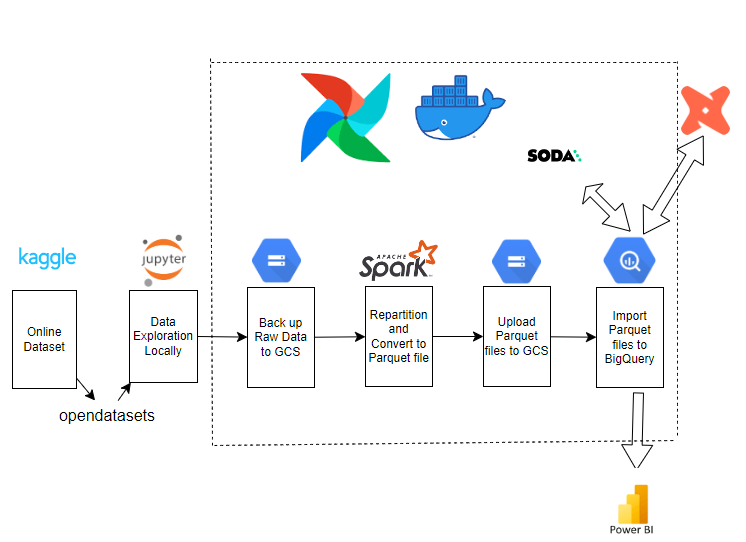 SODA
kaggle
jupyter
APACHE
Spark
Online
Dataset
Data
Exploration
Locally
Back up
Raw Data
to GCS
Repartition
and
Convert to
Parquet file
Upload
Parquet
files to GCS
Import
Parquet
files to
BigQuery
opendatasets
Power BI